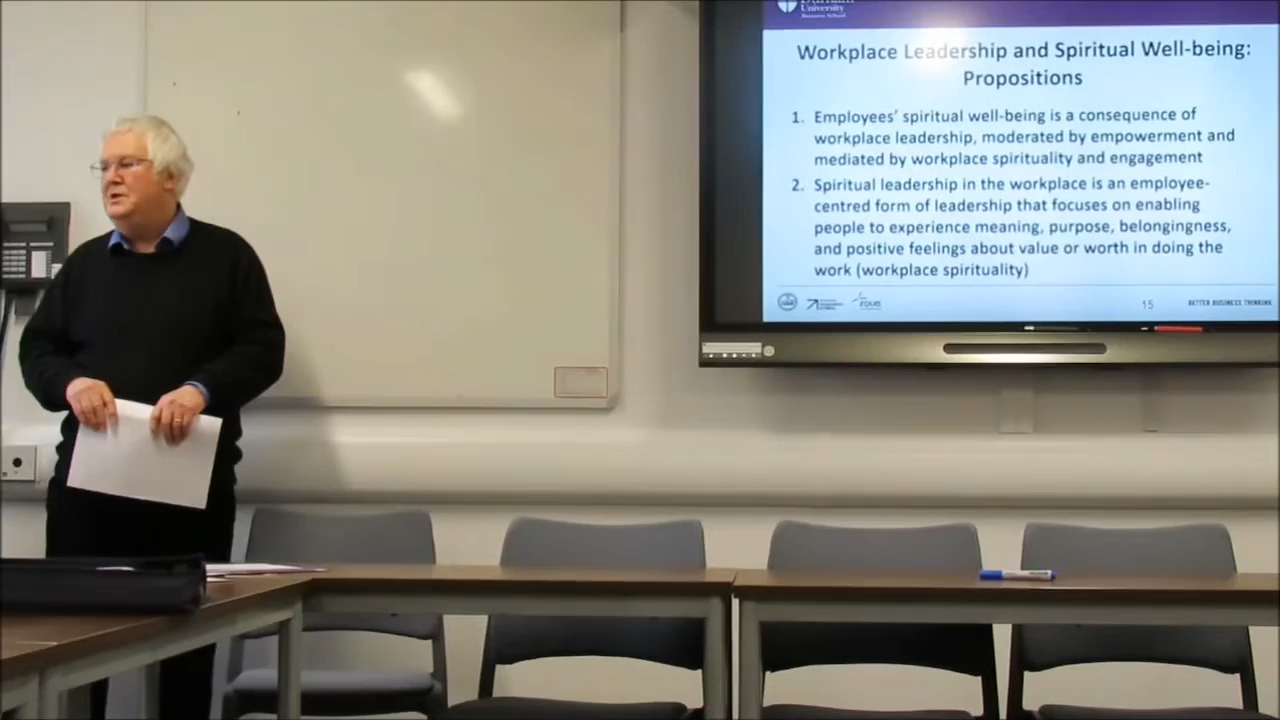 Durham
University
Business School
Workplace Leadership and Spiritual Well-being:
Propositions
1. Employees' spiritual well-being is a consequence of
workplace leadership, moderated by empowerment and
mediated by workplace spirituality and engagement
2. Spiritual leadership in the workplace is an employee-
centred form of leadership that focuses on enabling
people to experience meaning, purpose, belongingness,
and positive feelings about value or worth in doing the
work (workplace spirituality)
EQUIS
15
BETTER BUSINESS THINKING